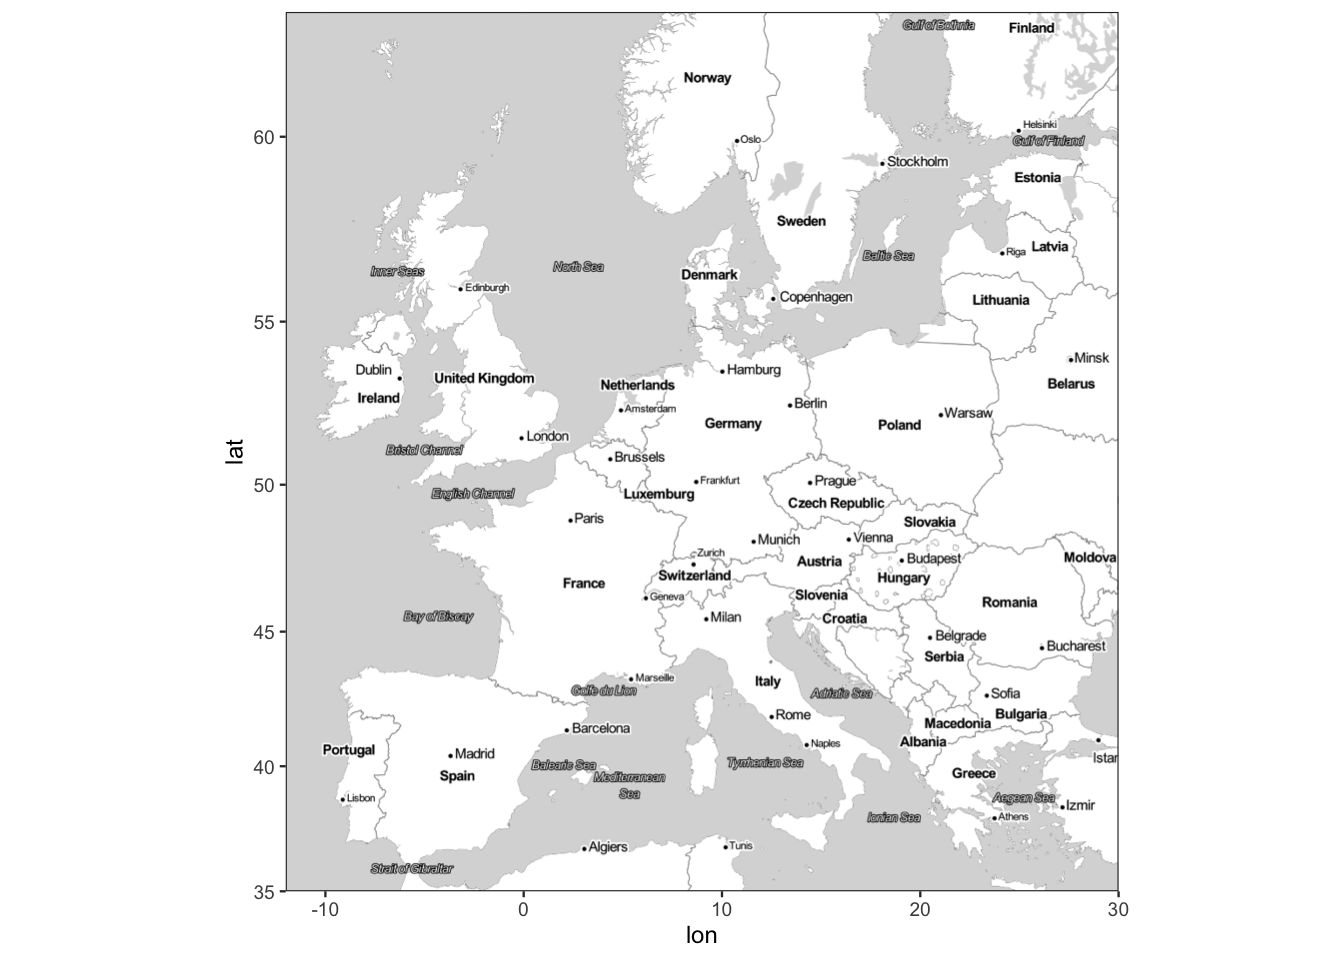 Gulf of Bothnia
Finland
Norway
60
Helsinki
Oslo
Gulf of Finland
Stockholm
Estonia
Sweden
Latvia
Riga
Baltic Sea
North Sea
Inner Seas
Denmark
Edinburgh
Copenhagen
Lithuania
55
Minsk
Dublin
Hamburg
United Kingdom
Netherlands
Belarus
Ireland
Berlin
Amsterdam
Warsaw
Germany
Poland
London
lat
Bristol Channel
Brussels
Frankfurt
Prague
50
English Channel
Luxemburg
Czech Republic
Paris
Slovakia
Munich
Vienna
Zurich
Budapest
Moldova
Austria
Switzerland
Hungary
France
Geneva
Slovenia
Romania
Bay of Biscay
Milan
Croatia
45
Belgrade
Bucharest
Serbia
Marseille
Italy
Golfe du Lion
Adriatic Sea
Sofia
Rome
Bulgaria
Barcelona
Macedonia
Naples
Albania
Portugal
Madrid
Istar
Balearic Sea
Tyrrhenian Sea
40
Spain
Mediterranean
Sea
Greece
Lisbon
Aegean Sea
Izmir
Ionian Sea
Athens
Algiers
Tunis
Strait of Gibraltar
35
-10 0 10 20 30
lon